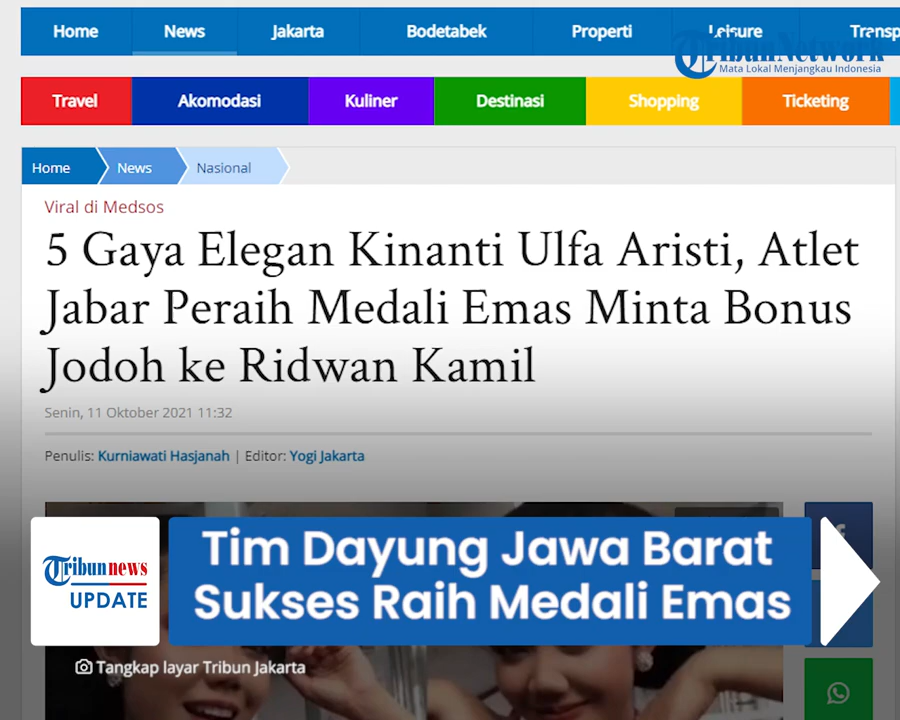 Home News Jakarta Bodetabek Properti Leisure Transp
TribunNetwork
Mata Lokal Menjangkau Indonesia
Travel Akomodasi Kuliner Destinasi Shopping Ticketing
Home News Nasional
Viral di Medsos
5 Gaya Elegan Kinanti Ulfa Aristi, Atlet
Jabar Peraih Medali Emas Minta Bonus
Jodoh ke Ridwan Kamil
Senin, 11 Oktober 2021 11:32
Penulis: Kurniawati Hasjanah | Editor: Yogi Jakarta
Tribunnews
UPDATE
Tim Dayung Jawa Barat
Sukses Raih Medali Emas
Tangkap layar Tribun Jakarta